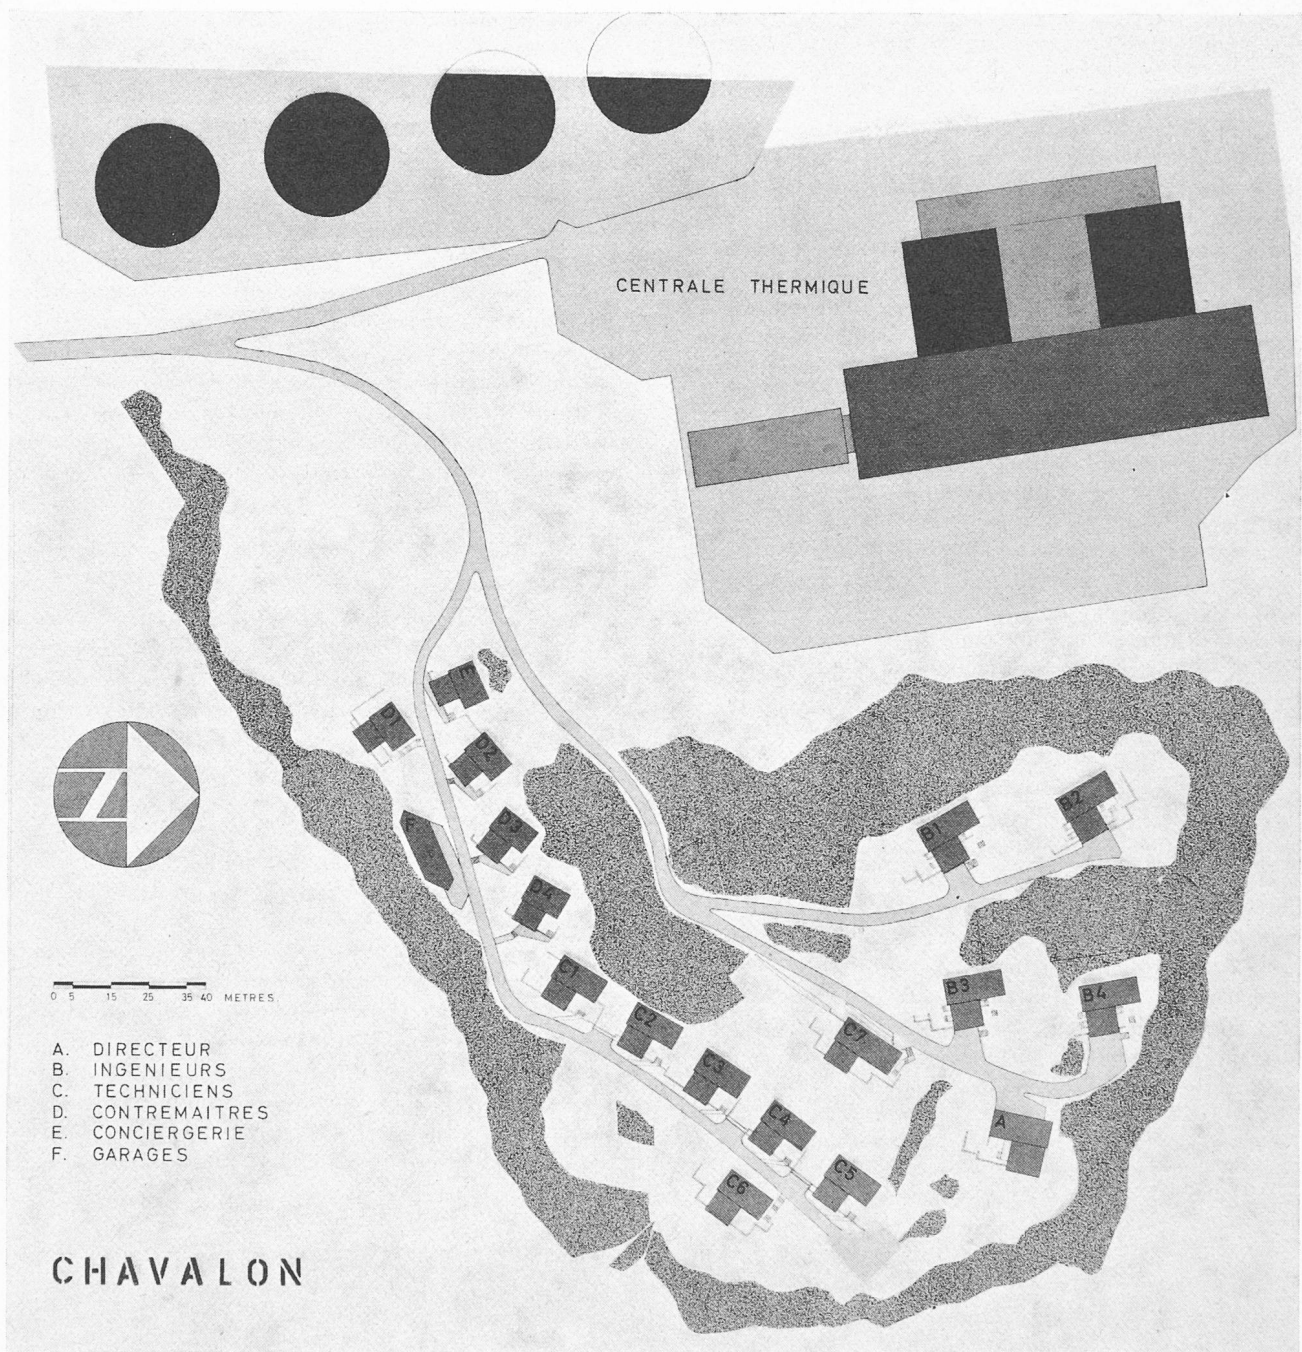 CENTRALE THERMIQUE
E
D1
D2
D3
F
D4
B2
B1
C1
B3
B4
C2
C7
C3
A
C4
C5
C6
N
0 5 15 25 35 40 METRES.
A. DIRECTEUR
B. INGENIEURS
C. TECHNICIENS
D. CONTREMAITRES
E. CONCIERGERIE
F. GARAGES
CHAVALON